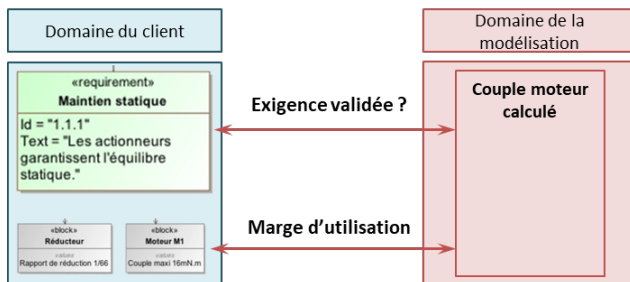 Domaine du client
Domaine de la
modélisation
«requirement»
Maintien statique
Id = "1.1.1"
Text = "Les actionneurs
garantissent l'équilibre
statique."
Exigence validée ?
Couple moteur
calculé
«block»
Réducteur
values
Rapport de réduction 1/66
«block»
Moteur M1
values
Couple maxi 16mN.m
Marge d'utilisation